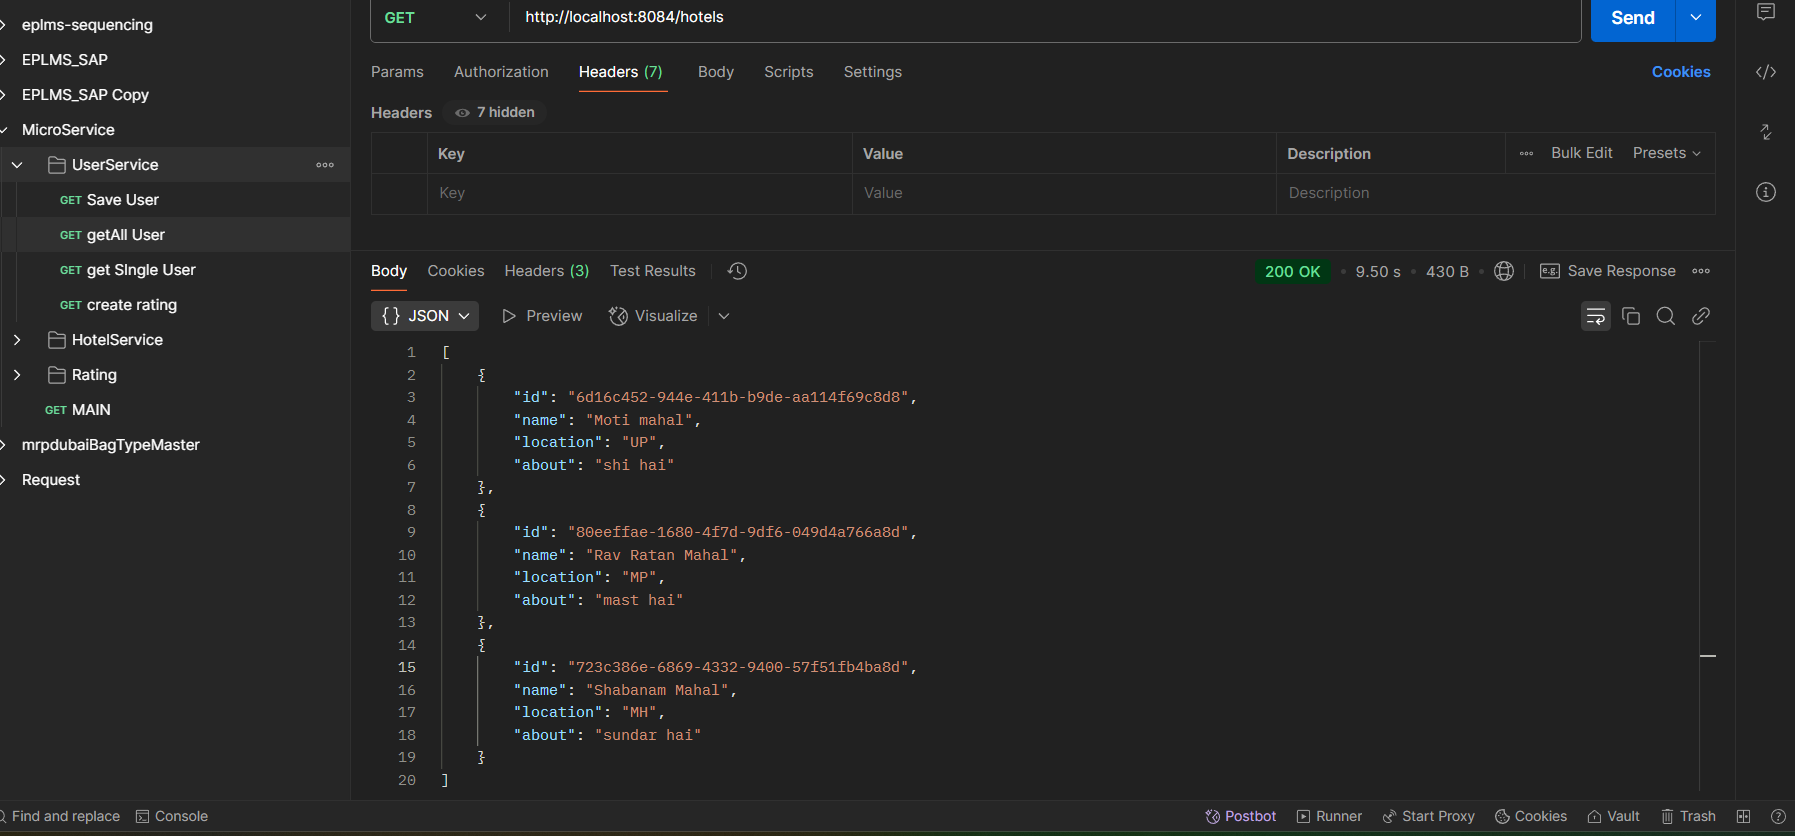 eplms-sequencing
EPLMS_SAP
EPLMS_SAP Copy
MicroService
UserService
GET Save User
GET getAll User
GET get SIngle User
GET create rating
HotelService
Rating
GET MAIN
mrpdubaiBagTypeMaster
Request
GET http://localhost:8084/hotels Send
Params Authorization Headers (7) Body Scripts Settings Cookies
Headers 7 hidden
Key Value Description Bulk Edit Presets
Key Value Description
Body Cookies Headers (3) Test Results 200 OK 9.50 s 430 B e.g. Save Response
{} JSON Preview Visualize
1 [
2 {
3 "id": "6d16c452-944e-411b-b9de-aa114f69c8d8",
4 "name": "Moti mahal",
5 "location": "UP",
6 "about": "shi hai"
7 },
8 {
9 "id": "80eeffae-1680-4f7d-9df6-049d4a766a8d",
10 "name": "Rav Ratan Mahal",
11 "location": "MP",
12 "about": "mast hai"
13 },
14 {
15 "id": "723c386e-6869-4332-9400-57f51fb4ba8d",
16 "name": "Shabanam Mahal",
17 "location": "MH",
18 "about": "sundar hai"
19 }
20 ]
Find and replace Console Postbot Runner Start Proxy Cookies Vault Trash